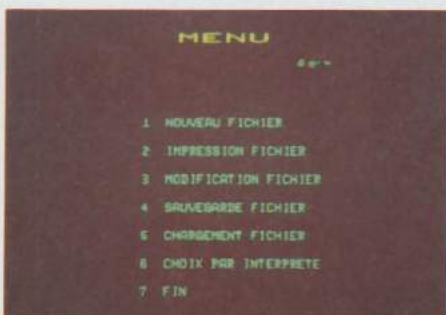 MENU
1 NOUVEAU FICHIER
2 IMPRESSION FICHIER
3 MODIFICATION FICHIER
4 SAUVEGARDE FICHIER
5 CHARGEMENT FICHIER
6 CHOIX PAR INTERPRETE
7 FIN